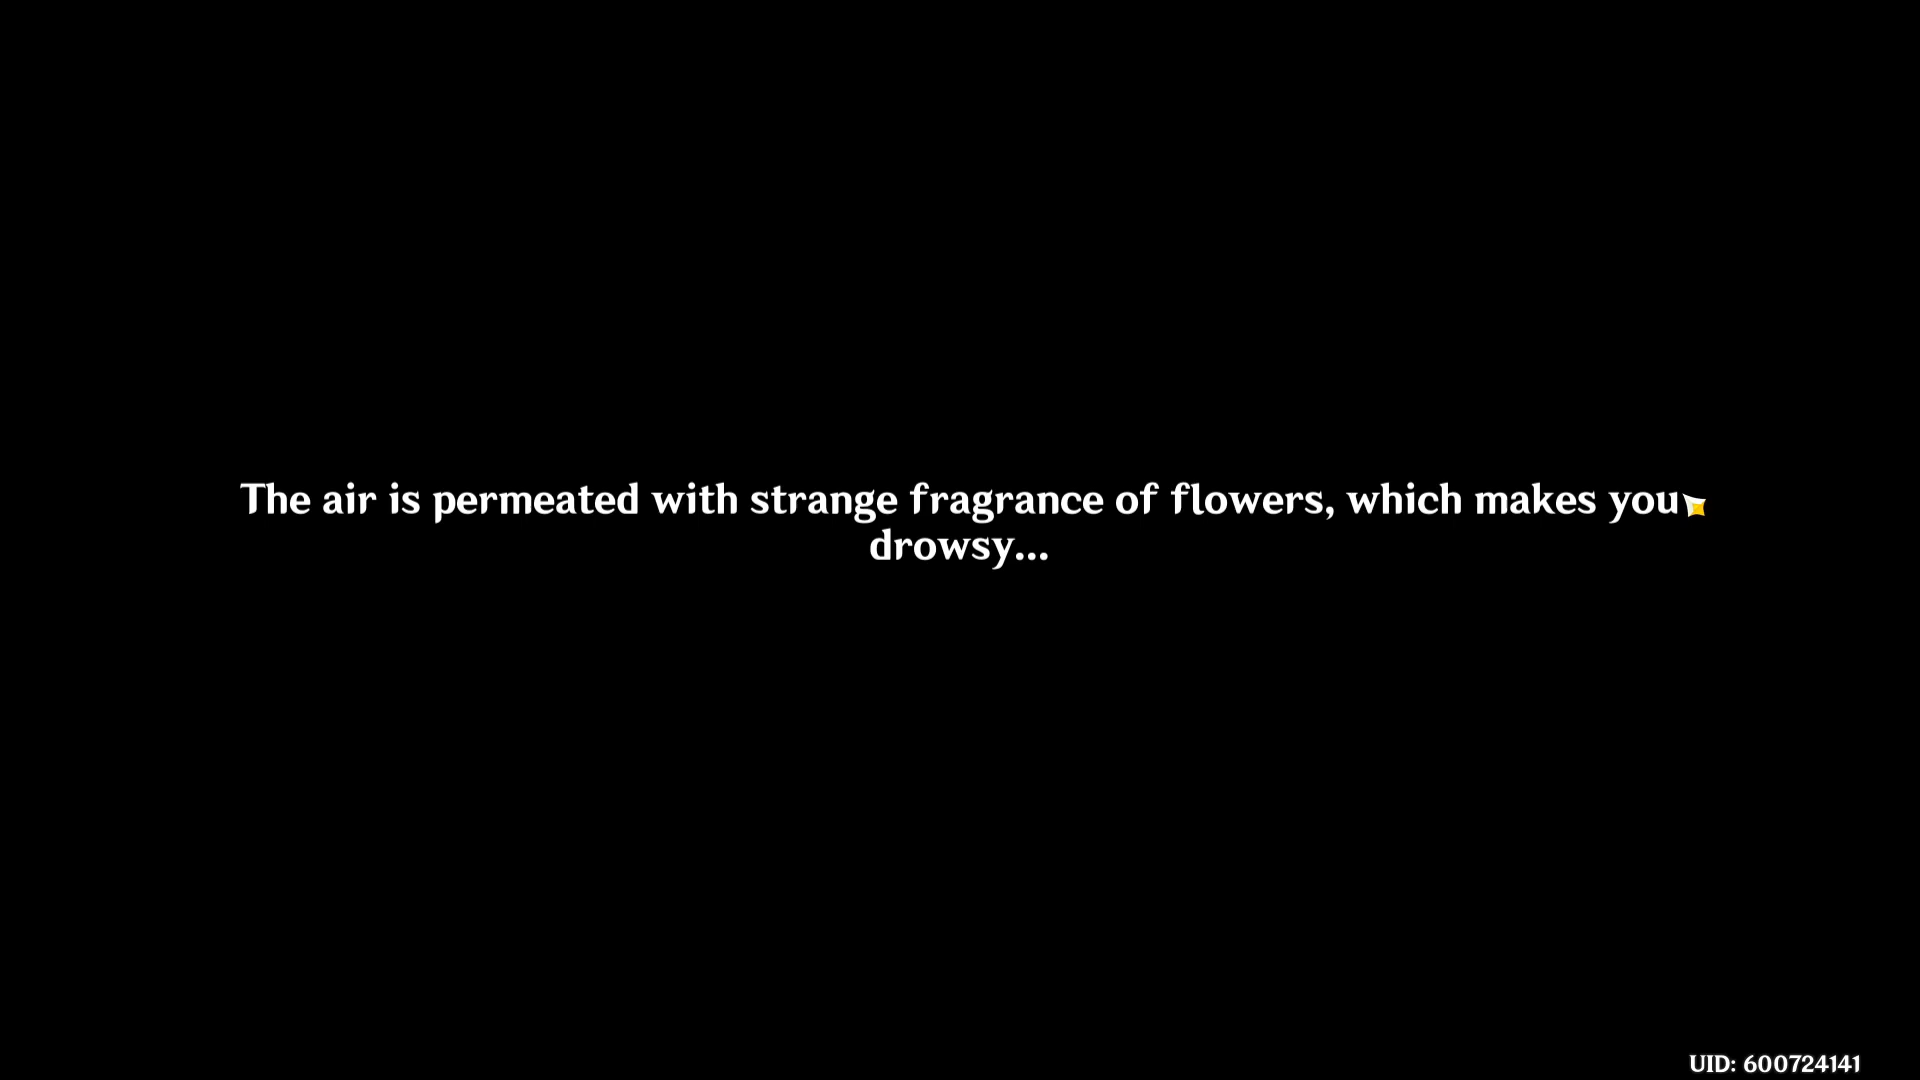 The air is permeated with strange fragrance of flowers, which makes you
drowsy...
UID: 600724141